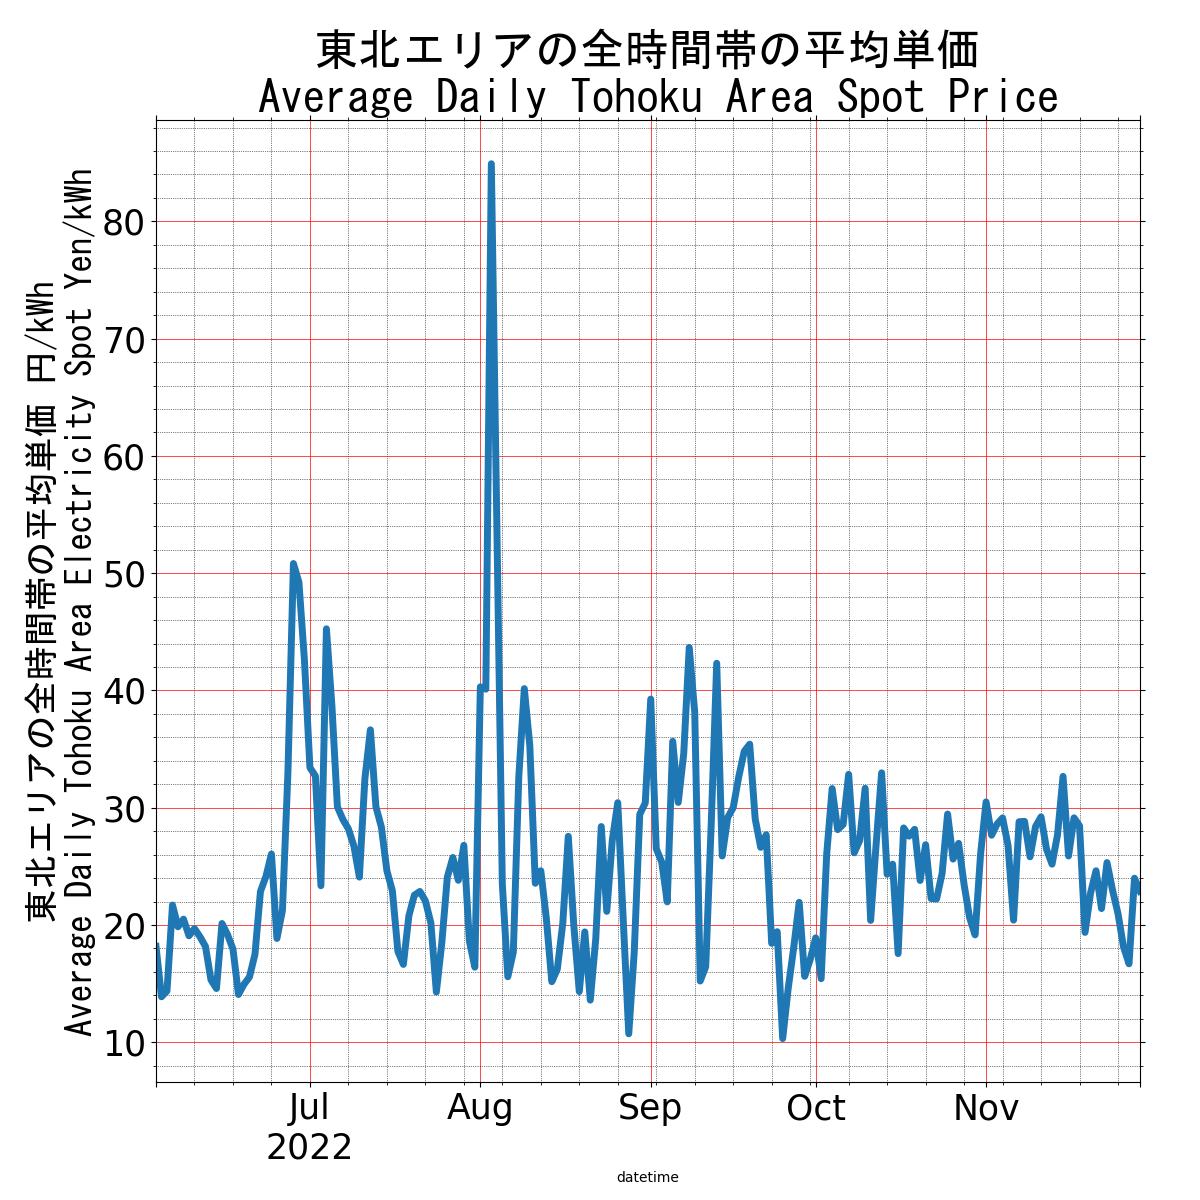 東北エリアの全時間帯の平均単価
Average Daily Tohoku Area Spot Price
東北エリアの全時間帯の平均単価 円/kWh
Average Daily Tohoku Area Electricity Spot Yen/kWh
80
70
60
50
40
30
20
10
Jul
2022
Aug
Sep
Oct
Nov
datetime